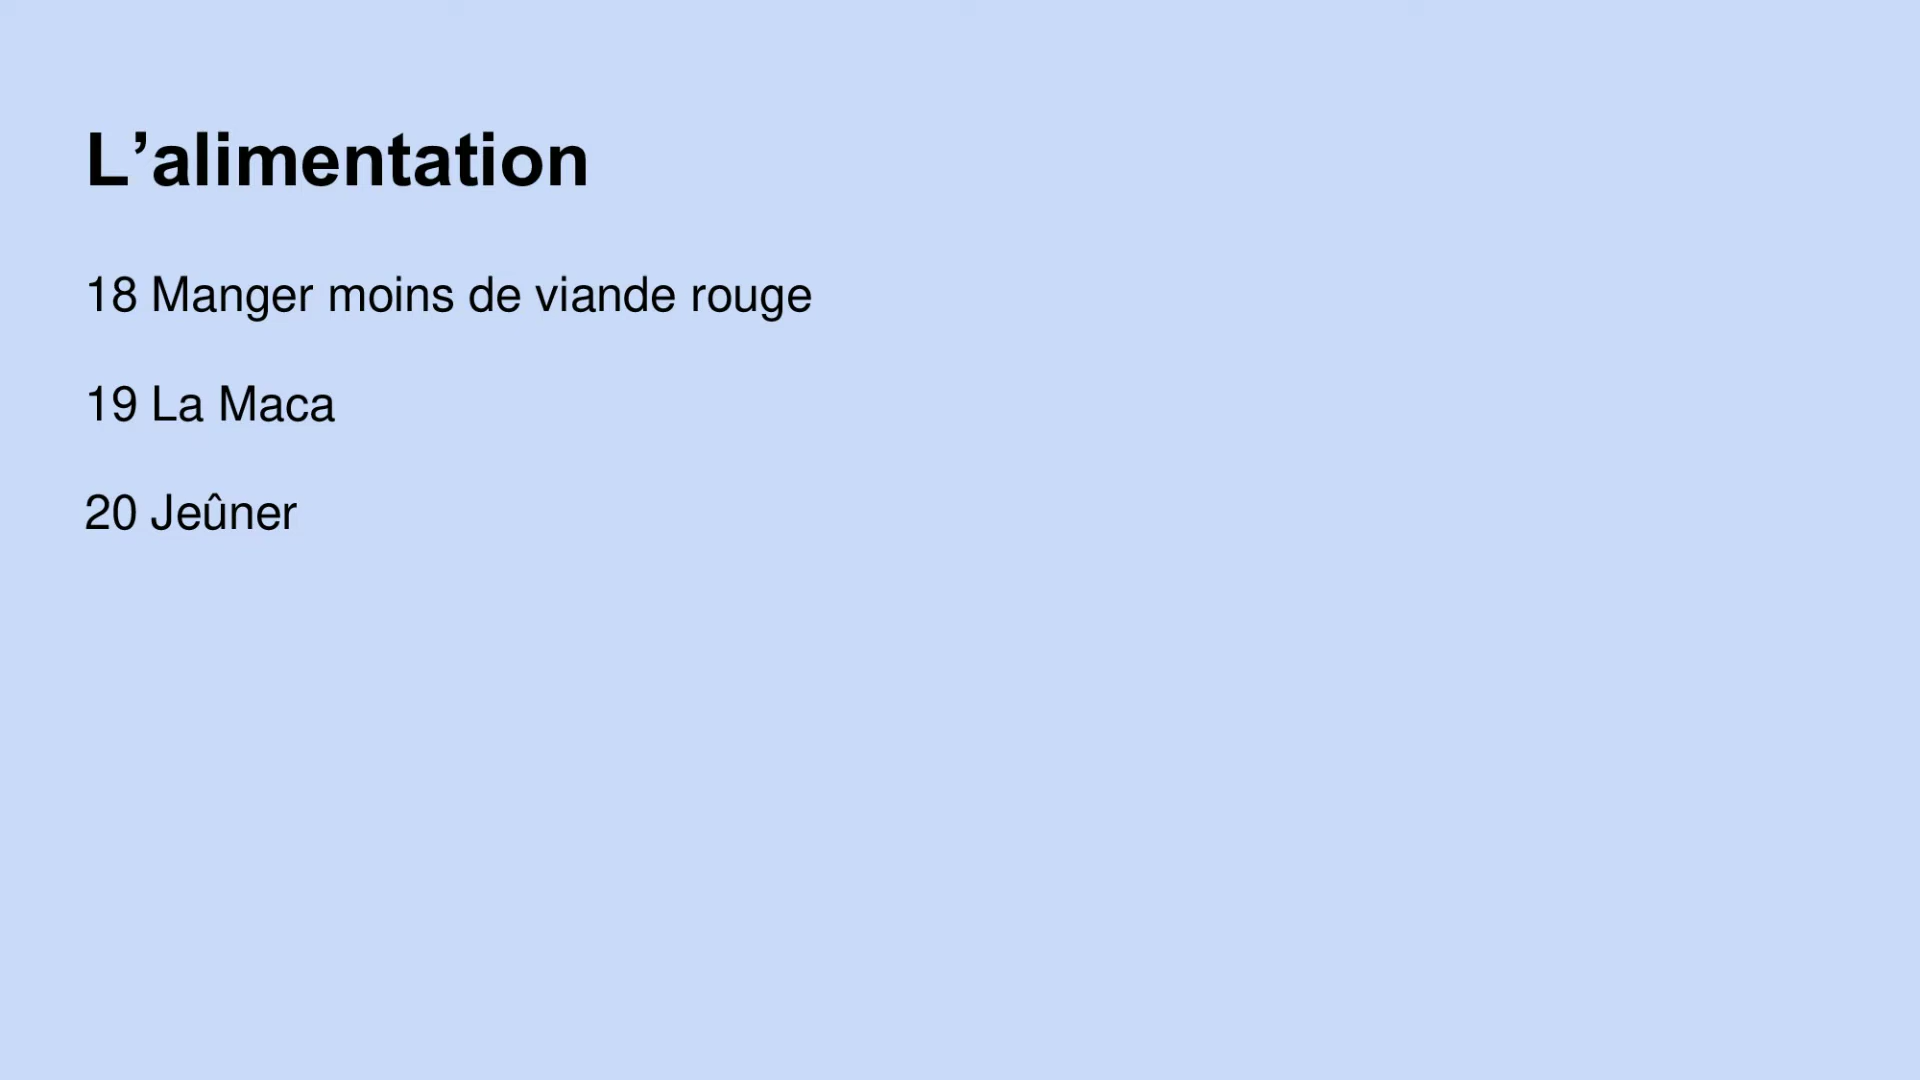 L’alimentation
18 Manger moins de viande rouge
19 La Maca
20 Jeûner